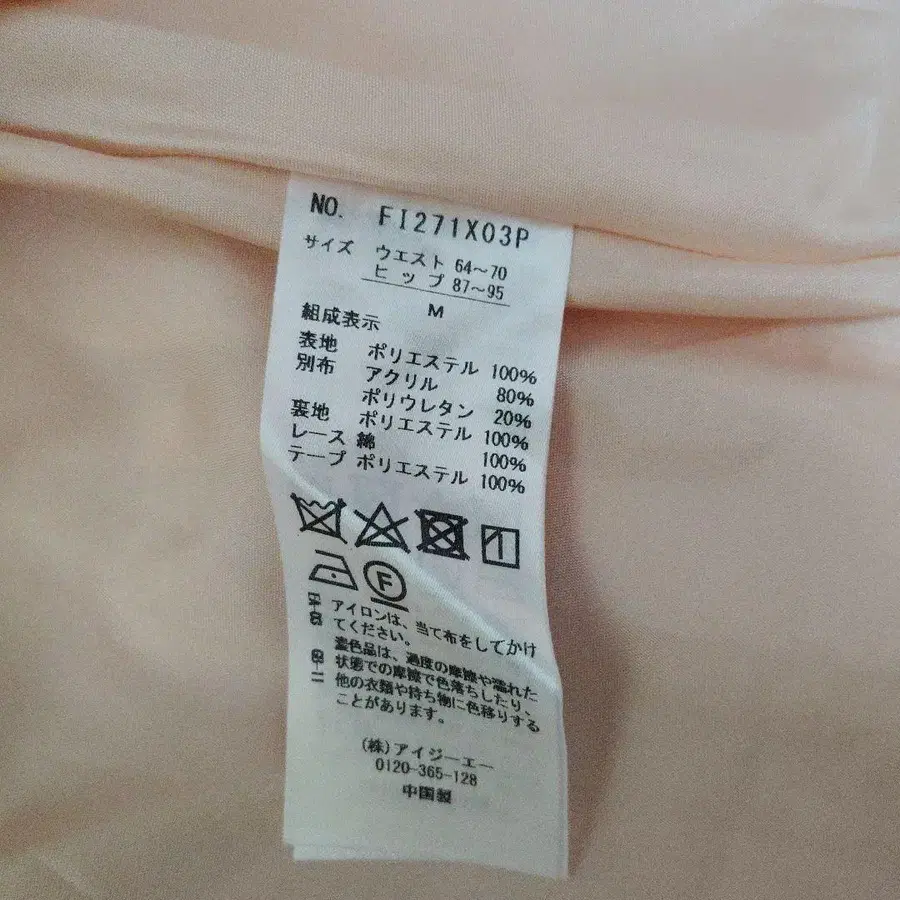 NO. FI271X03P
サイズ ウエスト 64～70
ヒップ 87～95
M
組成表示
表地 ポリエステル 100%
別布 アクリル 80%
ポリウレタン 20%
裏地 ポリエステル 100%
レース 綿 100%
テープ ポリエステル 100%
F
アイロンは、当て布をしてかけ
てください。
濃色品は、過度の摩擦や濡れた
状態での摩擦で色落ちしたり、
他の衣類や持ち物に色移りする
ことがあります。
(株)アイジーエー
0120-365-128
中国製